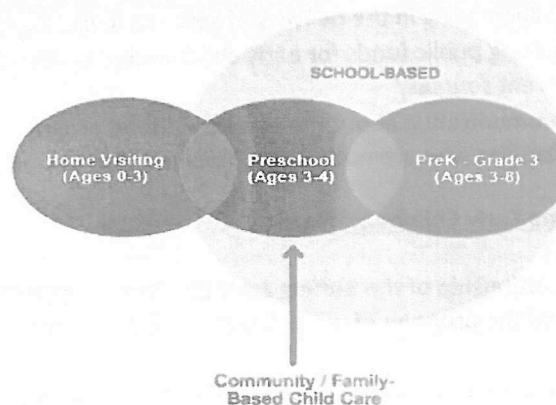 SCHOOL-BASED
Home Visiting
(Ages 0-3)
Preschool
(Ages 3-4)
PreK - Grade 3
(Ages 3-8)
Community / Family-
Based Child Care